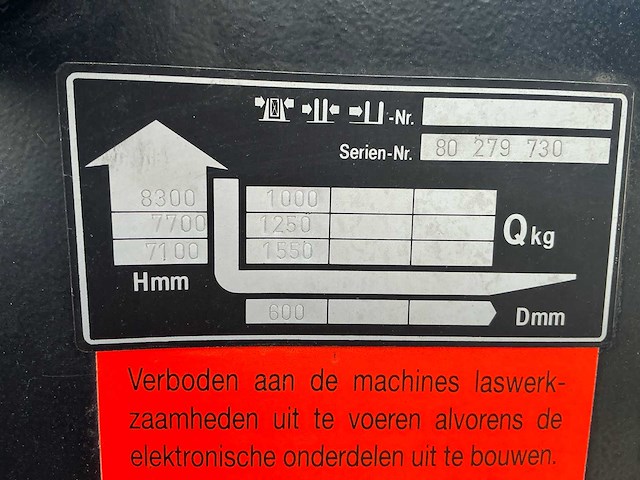 -Nr.
Serien-Nr. 80 279 730
8300 1000
7700 1250 Qkg
7100 1550
Hmm
600 Dmm
Verboden aan de machines laswerk-
zaamheden uit te voeren alvorens de
elektronische onderdelen uit te bouwen.